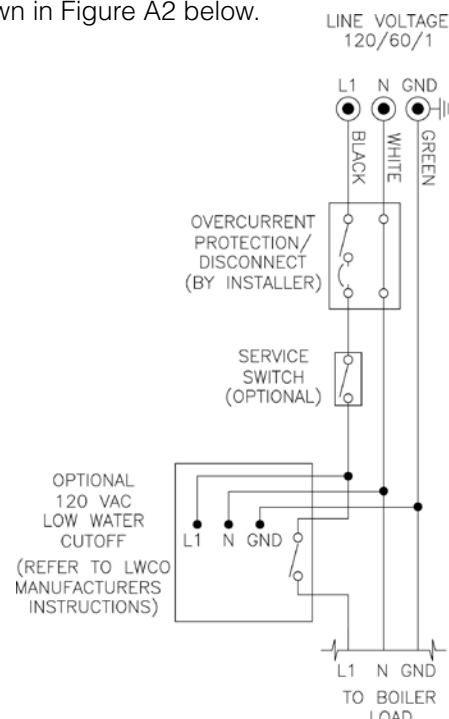 wn in Figure A2 below.
LINE VOLTAGE
120/60/1
L1 N GND
BLACK
WHITE
GREEN
OVERCURRENT
PROTECTION/
DISCONNECT
(BY INSTALLER)
SERVICE
SWITCH
(OPTIONAL)
OPTIONAL
120 VAC
LOW WATER
CUTOFF
(REFER TO LWCO
MANUFACTURERS
INSTRUCTIONS)
L1 N GND
L1 N GND
TO BOILER
LOAD